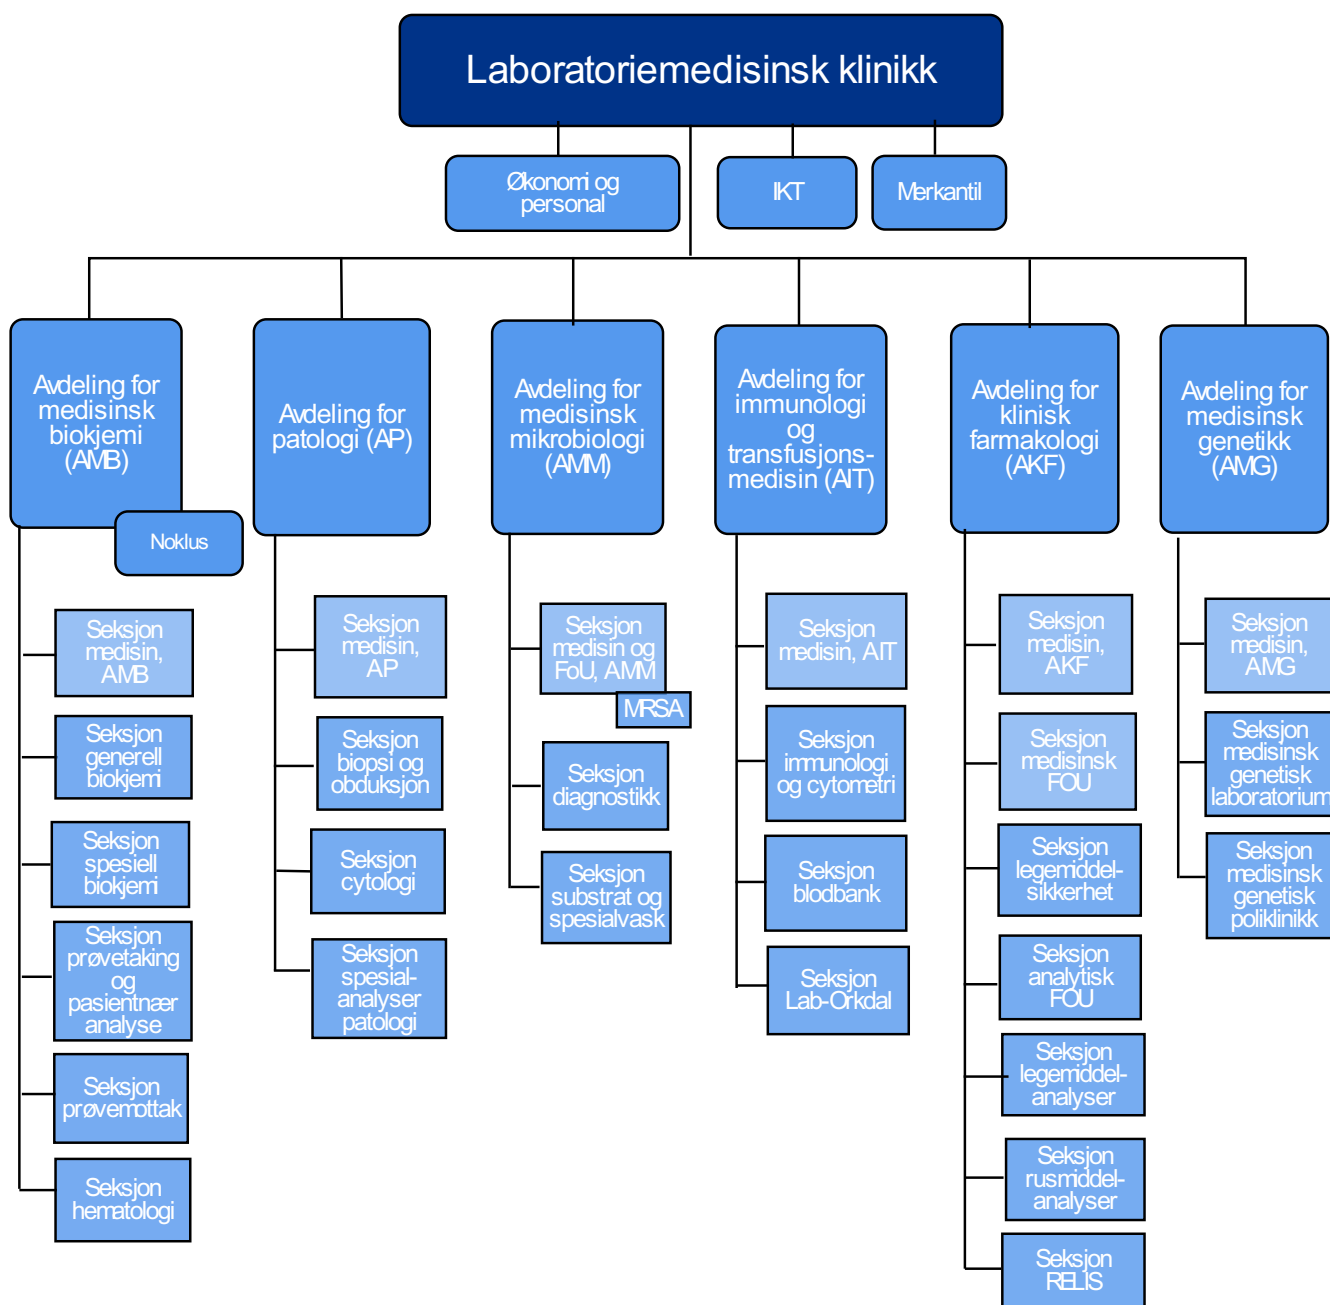 Laboratoriemedisinsk klinikk
Økonomi og
personal
IKT
Merkantil
Avdeling for
medisinsk
biokjemi
(AMB)
Noklus
Seksjon
medisin,
AMB
Seksjon
generell
biokjemi
Seksjon
spesiell
biokjemi
Seksjon
prøvetaking
og
pasientnær
analyse
Seksjon
prøvemottak
Seksjon
hematologi
Avdeling for
patologi (AP)
Seksjon
medisin,
AP
Seksjon
biopsi og
obduksjon
Seksjon
cytologi
Seksjon
spesial-
analyser
patologi
Avdeling for
medisinsk
mikrobiologi
(AMM)
Seksjon
medisin og
FoU, AMM
MRSA
Seksjon
diagnostikk
Seksjon
substrat og
spesialvask
Avdeling for
immunologi
og
transfusjons-
medisin (AIT)
Seksjon
medisin, AIT
Seksjon
immunologi
og cytometri
Seksjon
blodbank
Seksjon
Lab-Orkdal
Avdeling for
klinisk
farmakologi
(AKF)
Seksjon
medisin,
AKF
Seksjon
medisinsk
FOU
Seksjon
legemiddel-
sikkerhet
Seksjon
analytisk
FOU
Seksjon
legemiddel-
analyser
Seksjon
rusmiddel-
analyser
Seksjon
RELIS
Avdeling for
medisinsk
genetikk
(AMG)
Seksjon
medisin,
AMG
Seksjon
medisinsk
genetisk
laboratorium
Seksjon
medisinsk
genetisk
poliklinikk